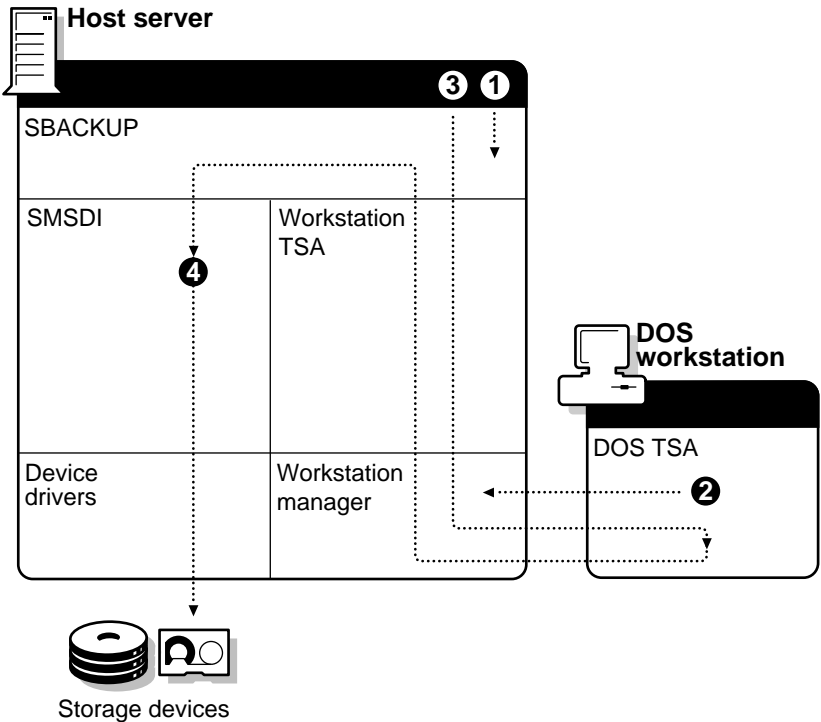 Host server
3 1
SBACKUP
SMSDI
Workstation
TSA
4
DOS
workstation
DOS TSA
Device
drivers
Workstation
manager
2
Storage devices